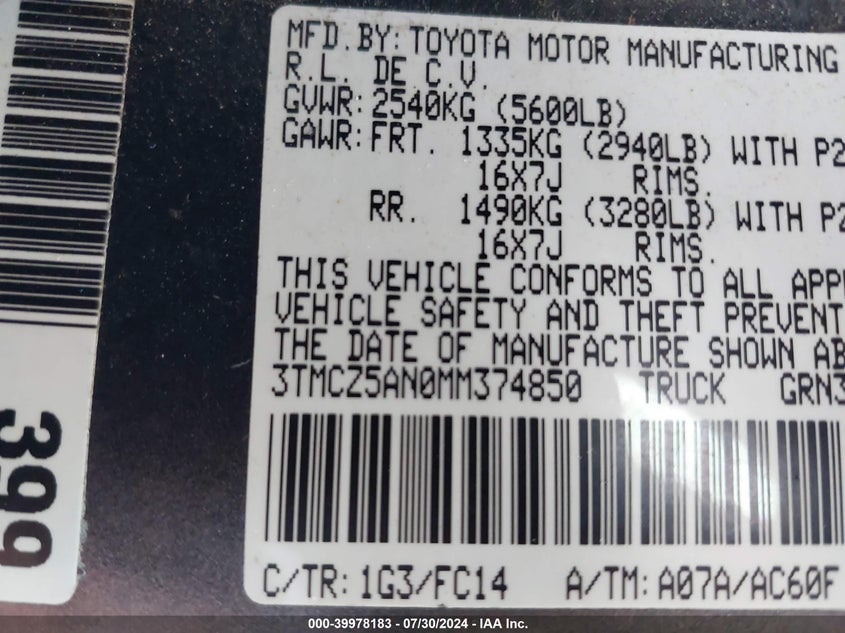 MFD.BY: TOYOTA MOTOR MANUFACTURING
R.L. DE C.V.
GVWR: 2540KG (5600LB)
GAWR: FRT. 1335KG (2940LB) WITH P2
16X7J RIMS.
RR. 1490KG (3280LB) WITH P2
16X7J RIMS.
THIS VEHICLE CONFORMS TO ALL APPL
VEHICLE SAFETY AND THEFT PREVENT
THE DATE OF MANUFACTURE SHOWN AB
3TMCZ5AN0MM374850 TRUCK GRN3
C/TR: 1G3/FC14 A/TM: A07A/AC60F
399
000-39978183 - 07/30/2024 - IAA Inc.